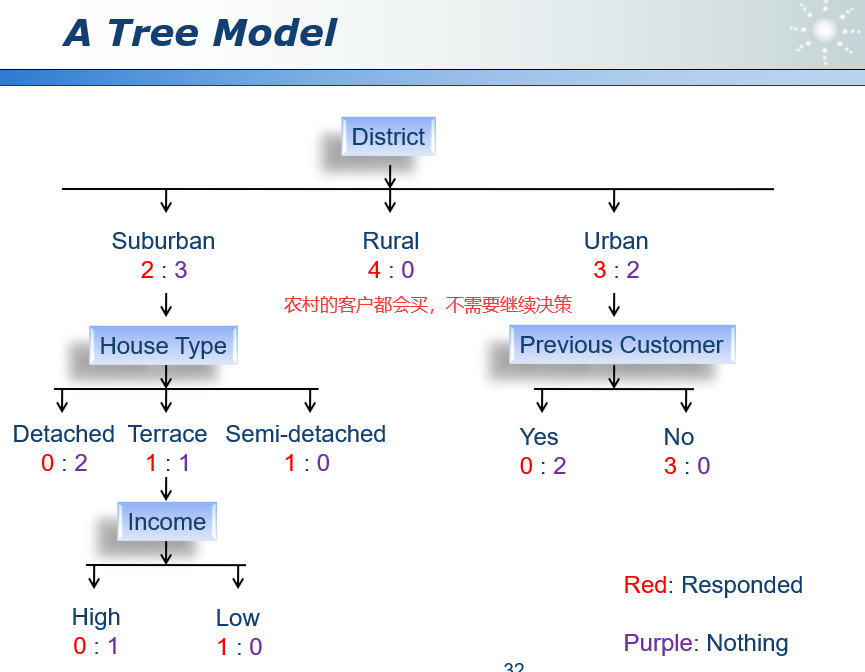 A Tree Model
District
Suburban Rural Urban
2 : 3 4 : 0 3 : 2
农村的客户都会买，不需要继续决策
House Type Previous Customer
Detached Terrace Semi-detached Yes No
0 : 2 1 : 1 1 : 0 0 : 2 3 : 0
Income
Red: Responded
High Low
0 : 1 1 : 0
Purple: Nothing
32